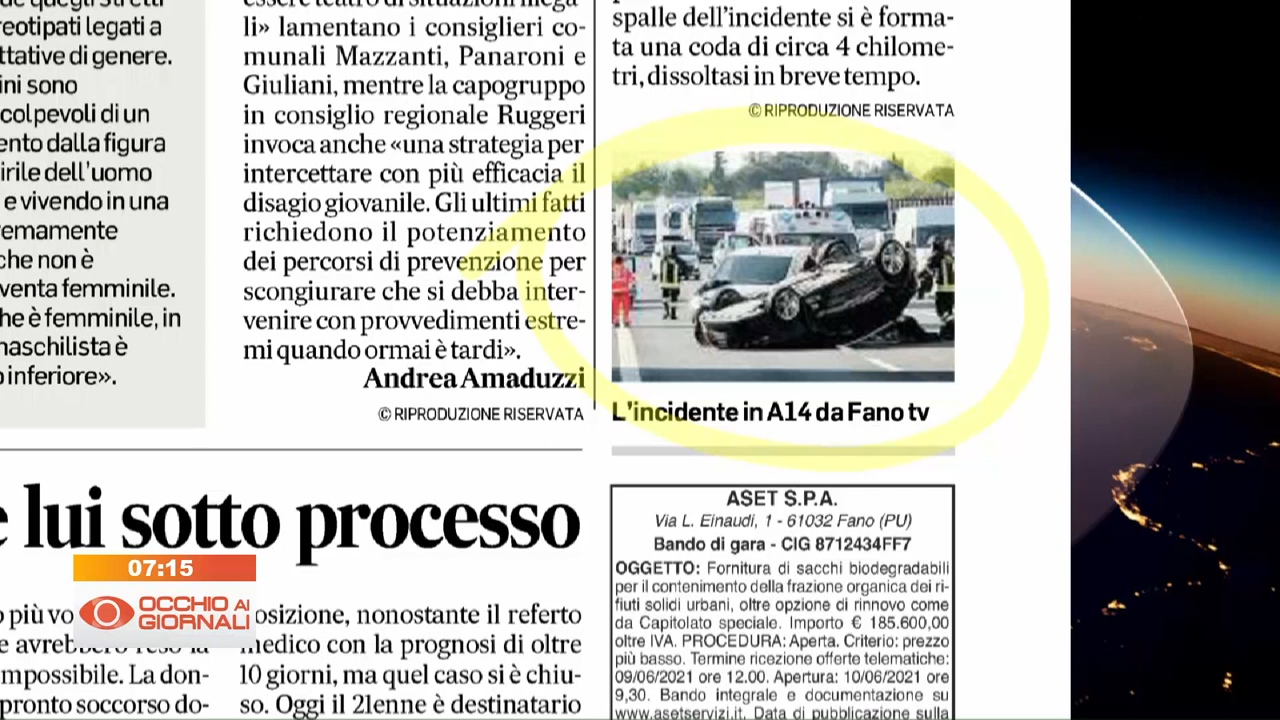 reotipati legati a
ttative di genere.
ini sono
colpevoli di un
ento dalla figura
irile dell'uomo
e vivendo in una
remamente
che non è
venta femminile.
he è femminile, in
maschilista è
inferiore».
li» lamentano i consiglieri co-
munali Mazzanti, Panaroni e
Giuliani, mentre la capogruppo
in consiglio regionale Ruggeri
invoca anche «una strategia per
intercettare con più efficacia il
disagio giovanile. Gli ultimi fatti
richiedono il potenziamento
dei percorsi di prevenzione per
scongiurare che si debba inter-
venire con provvedimenti estre-
mi quando ormai è tardi».
Andrea Amaduzzi
© RIPRODUZIONE RISERVATA
spalle dell'incidente si è forma-
ta una coda di circa 4 chilome-
tri, dissoltasi in breve tempo.
© RIPRODUZIONE RISERVATA
L'incidente in A14 da Fano tv
e lui sotto processo
07:15
OCCHIO AI
GIORNALI
più vo
e avrebbero reso la
mpossibile. La don-
pronto soccorso do-
osizione, nonostante il referto
medico con la prognosi di oltre
10 giorni, ma quel caso si è chiu-
so. Oggi il 21enne è destinatario
ASET S.P.A.
Via L. Einaudi, 1 - 61032 Fano (PU)
Bando di gara - CIG 8712434FF7
OGGETTO: Fornitura di sacchi biodegradabili
per il contenimento della frazione organica dei ri-
fiuti solidi urbani, oltre opzione di rinnovo come
da Capitolato speciale. Importo € 185.600,00
oltre IVA. PROCEDURA: Aperta. Criterio: prezzo
più basso. Termine ricezione offerte telematiche:
09/06/2021 ore 12.00. Apertura: 10/06/2021 ore
9,30. Bando integrale e documentazione su
www.asetservizi.it. Data di pubblicazione sulla